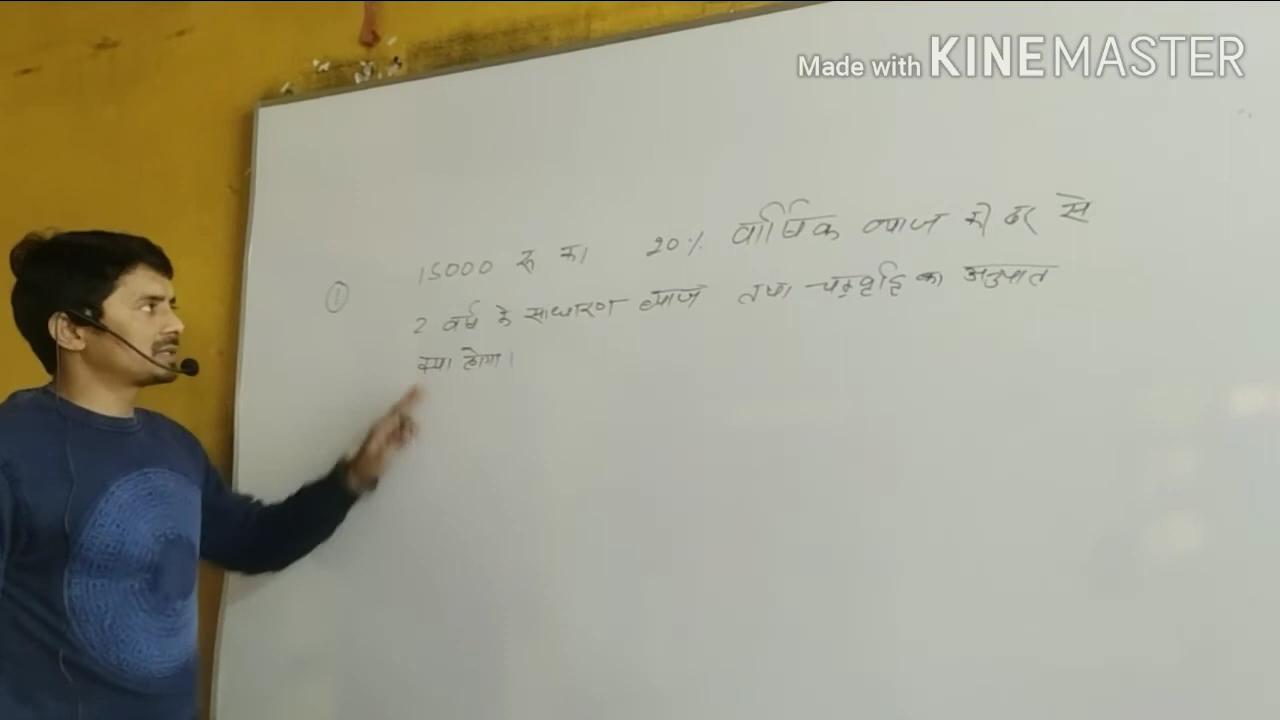 Made with KINEMASTER
① 15000 रू का 20% वार्षिक ब्याज की दर से
2 वर्ष के साधारण ब्याज तथा चक्रवृद्धि का अनुपात
क्या होगा।